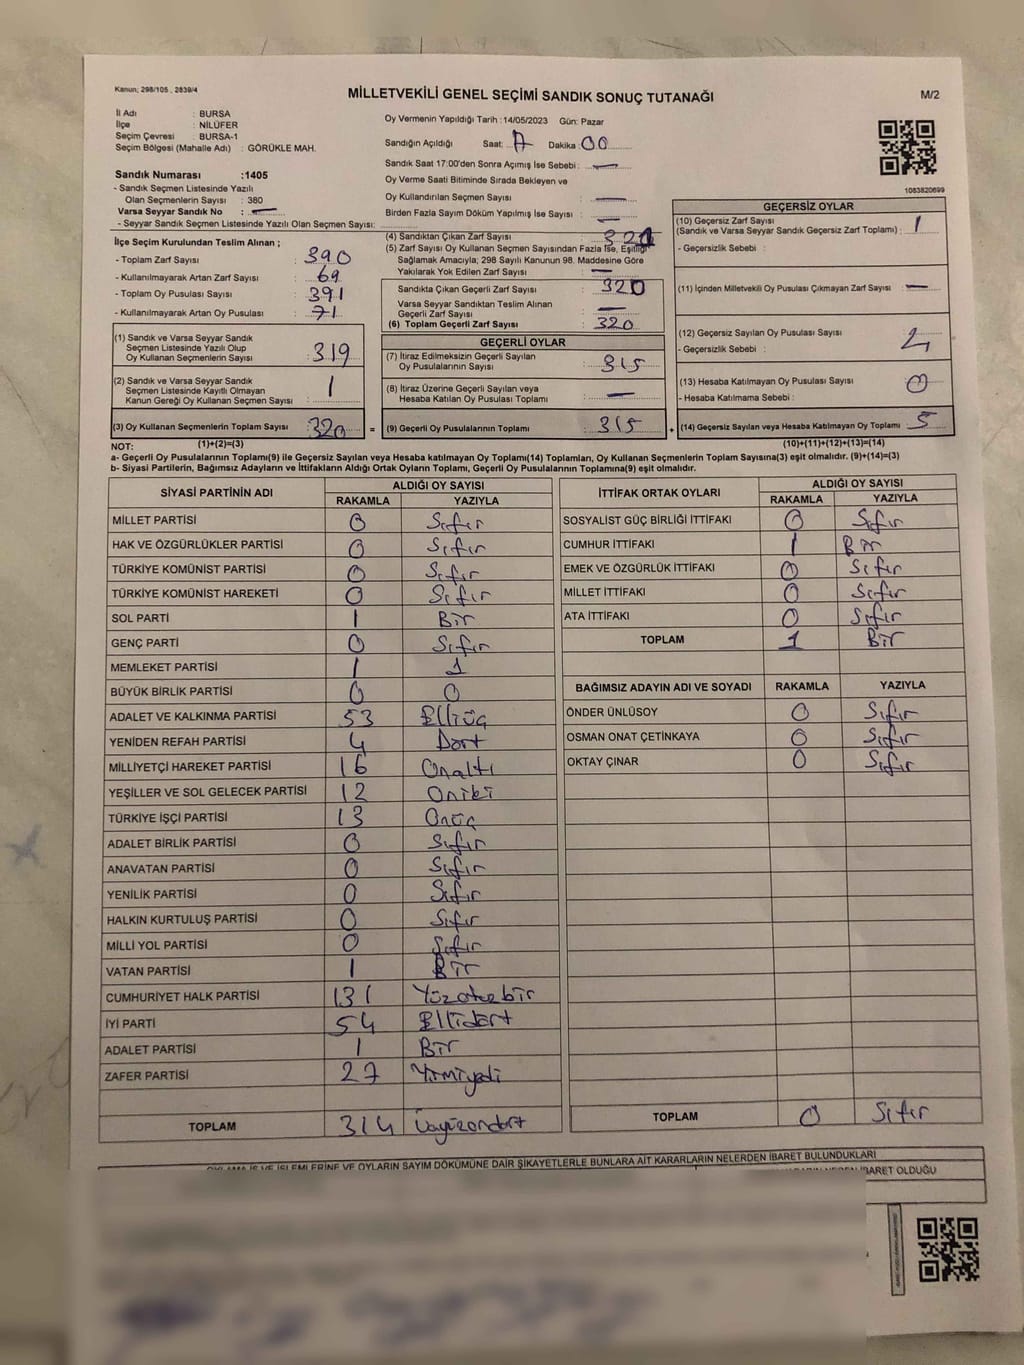 Kanun; 298/105 , 2839/4
MİLLETVEKİLİ GENEL SEÇİMİ SANDIK SONUÇ TUTANAĞI
M/2
İl Adı : BURSA
İlçe : NİLÜFER
Seçim Çevresi : BURSA-1
Seçim Bölgesi (Mahalle Adı) : GÖRÜKLE MAH.
Sandık Numarası :1405
- Sandık Seçmen Listesinde Yazılı
Olan Seçmenlerin Sayısı : 380
Varsa Seyyar Sandık No : —
- Seyyar Sandık Seçmen Listesinde Yazılı Olan Seçmen Sayısı:
Oy Vermenin Yapıldığı Tarih :14/05/2023 Gün: Pazar
Sandığın Açıldığı Saat: Dakika 00
Sandık Saat 17:00'den Sonra Açımış İse Sebebi : —
Oy Verme Saati Bitiminde Sırada Bekleyen ve
Oy Kullandırılan Seçmen Sayısı : —
Birden Fazla Sayım Döküm Yapılmış İse Sayısı : —
1083820699
İlçe Seçim Kurulundan Teslim Alınan ;
- Toplam Zarf Sayısı : 390
- Kullanılmayarak Artan Zarf Sayısı : 69
- Toplam Oy Pusulası Sayısı : 391
- Kullanılmayarak Artan Oy Pusulası : 71
(1) Sandık ve Varsa Seyyar Sandık
Seçmen Listesinde Yazılı Olup
Oy Kullanan Seçmenlerin Sayısı : 319
(2) Sandık ve Varsa Seyyar Sandık
Seçmen Listesinde Kayıtlı Olmayan
Kanun Gereği Oy Kullanan Seçmen Sayısı : 1
(3) Oy Kullanan Seçmenlerin Toplam Sayısı : 320 =
(4) Sandıktan Çıkan Zarf Sayısı : 321
(5) Zarf Sayısı Oy Kullanan Seçmen Sayısından Fazla İse, Eşitliği
Sağlamak Amacıyla; 298 Sayılı Kanunun 98. Maddesine Göre
Yakılarak Yok Edilen Zarf Sayısı : —
Sandıkta Çıkan Geçerli Zarf Sayısı : 320
Varsa Seyyar Sandıktan Teslim Alınan
Geçerli Zarf Sayısı : —
(6) Toplam Geçerli Zarf Sayısı : 320
GEÇERLİ OYLAR
(7) İtiraz Edilmeksizin Geçerli Sayılan
Oy Pusulalarının Sayısı : 315
(8) İtiraz Üzerine Geçerli Sayılan veya
Hesaba Katılan Oy Pusulası Toplamı : —
(9) Geçerli Oy Pusulalarının Toplamı : 315 +
GEÇERSİZ OYLAR
(10) Geçersiz Zarf Sayısı
(Sandık ve Varsa Seyyar Sandık Geçersiz Zarf Toplamı) : 1
- Geçersizlik Sebebi :
(11) İçinden Milletvekili Oy Pusulası Çıkmayan Zarf Sayısı : —
(12) Geçersiz Sayılan Oy Pusulası Sayısı :
- Geçersizlik Sebebi :
(13) Hesaba Katılmayan Oy Pusulası Sayısı : 0
- Hesaba Katılmama Sebebi :
(14) Geçersiz Sayılan veya Hesaba Katılmayan Oy Toplamı : 5
NOT: (1)+(2)=(3) (10)+(11)+(12)+(13)=(14)
a- Geçerli Oy Pusulalarının Toplamı(9) ile Geçersiz Sayılan veya Hesaba katılmayan Oy Toplamı(14) Toplamları, Oy Kullanan Seçmenlerin Toplam Sayısına(3) eşit olmalıdır. (9)+(14)=(3)
b- Siyasi Partilerin, Bağımsız Adayların ve İttifakların Aldığı Ortak Oyların Toplamı, Geçerli Oy Pusulalarının Toplamına(9) eşit olmalıdır.
SİYASİ PARTİNİN ADI ALDIĞI OY SAYISI
RAKAMLA YAZIYLA
MİLLET PARTİSİ 0 Sıfır
HAK VE ÖZGÜRLÜKLER PARTİSİ 0 Sıfır
TÜRKİYE KOMÜNİST PARTİSİ 0 Sıfır
TÜRKİYE KOMÜNİST HAREKETİ 0 Sıfır
SOL PARTİ 1 Bir
GENÇ PARTİ 0 Sıfır
MEMLEKET PARTİSİ 1 1
BÜYÜK BİRLİK PARTİSİ 0 0
ADALET VE KALKINMA PARTİSİ 53 Elliüç
YENİDEN REFAH PARTİSİ 4 Dört
MİLLİYETÇİ HAREKET PARTİSİ 16 Onaltı
YEŞİLLER VE SOL GELECEK PARTİSİ 12 Oniki
TÜRKİYE İŞÇİ PARTİSİ 13 Onüç
ADALET BİRLİK PARTİSİ 0 Sıfır
ANAVATAN PARTİSİ 0 Sıfır
YENİLİK PARTİSİ 0 Sıfır
HALKIN KURTULUŞ PARTİSİ 0 Sıfır
MİLLİ YOL PARTİSİ 0 Sıfır
VATAN PARTİSİ 1 Bir
CUMHURİYET HALK PARTİSİ 131 Yüzotuzbir
İYİ PARTİ 54 Ellidört
ADALET PARTİSİ 1 Bir
ZAFER PARTİSİ 27 Yirmiyedi
TOPLAM 314 Üçyüzondört
İTTİFAK ORTAK OYLARI ALDIĞI OY SAYISI
RAKAMLA YAZIYLA
SOSYALİST GÜÇ BİRLİĞİ İTTİFAKI 0 Sıfır
CUMHUR İTTİFAKI 1 Bir
EMEK VE ÖZGÜRLÜK İTTİFAKI 0 Sıfır
MİLLET İTTİFAKI 0 Sıfır
ATA İTTİFAKI 0 Sıfır
TOPLAM 1 Bir
BAĞIMSIZ ADAYIN ADI VE SOYADI RAKAMLA YAZIYLA
ÖNDER ÜNLÜSOY 0 Sıfır
OSMAN ONAT ÇETİNKAYA 0 Sıfır
OKTAY ÇINAR 0 Sıfır
TOPLAM 0 Sıfır
OYLAMA İŞ VE İŞLEMLERİNE VE OYLARIN SAYIM DÖKÜMÜNE DAİR ŞİKAYETLERLE BUNLARA AİT KARARLARIN NELERDEN İBARET BULUNDUKLARI
İBARET OLDUĞU